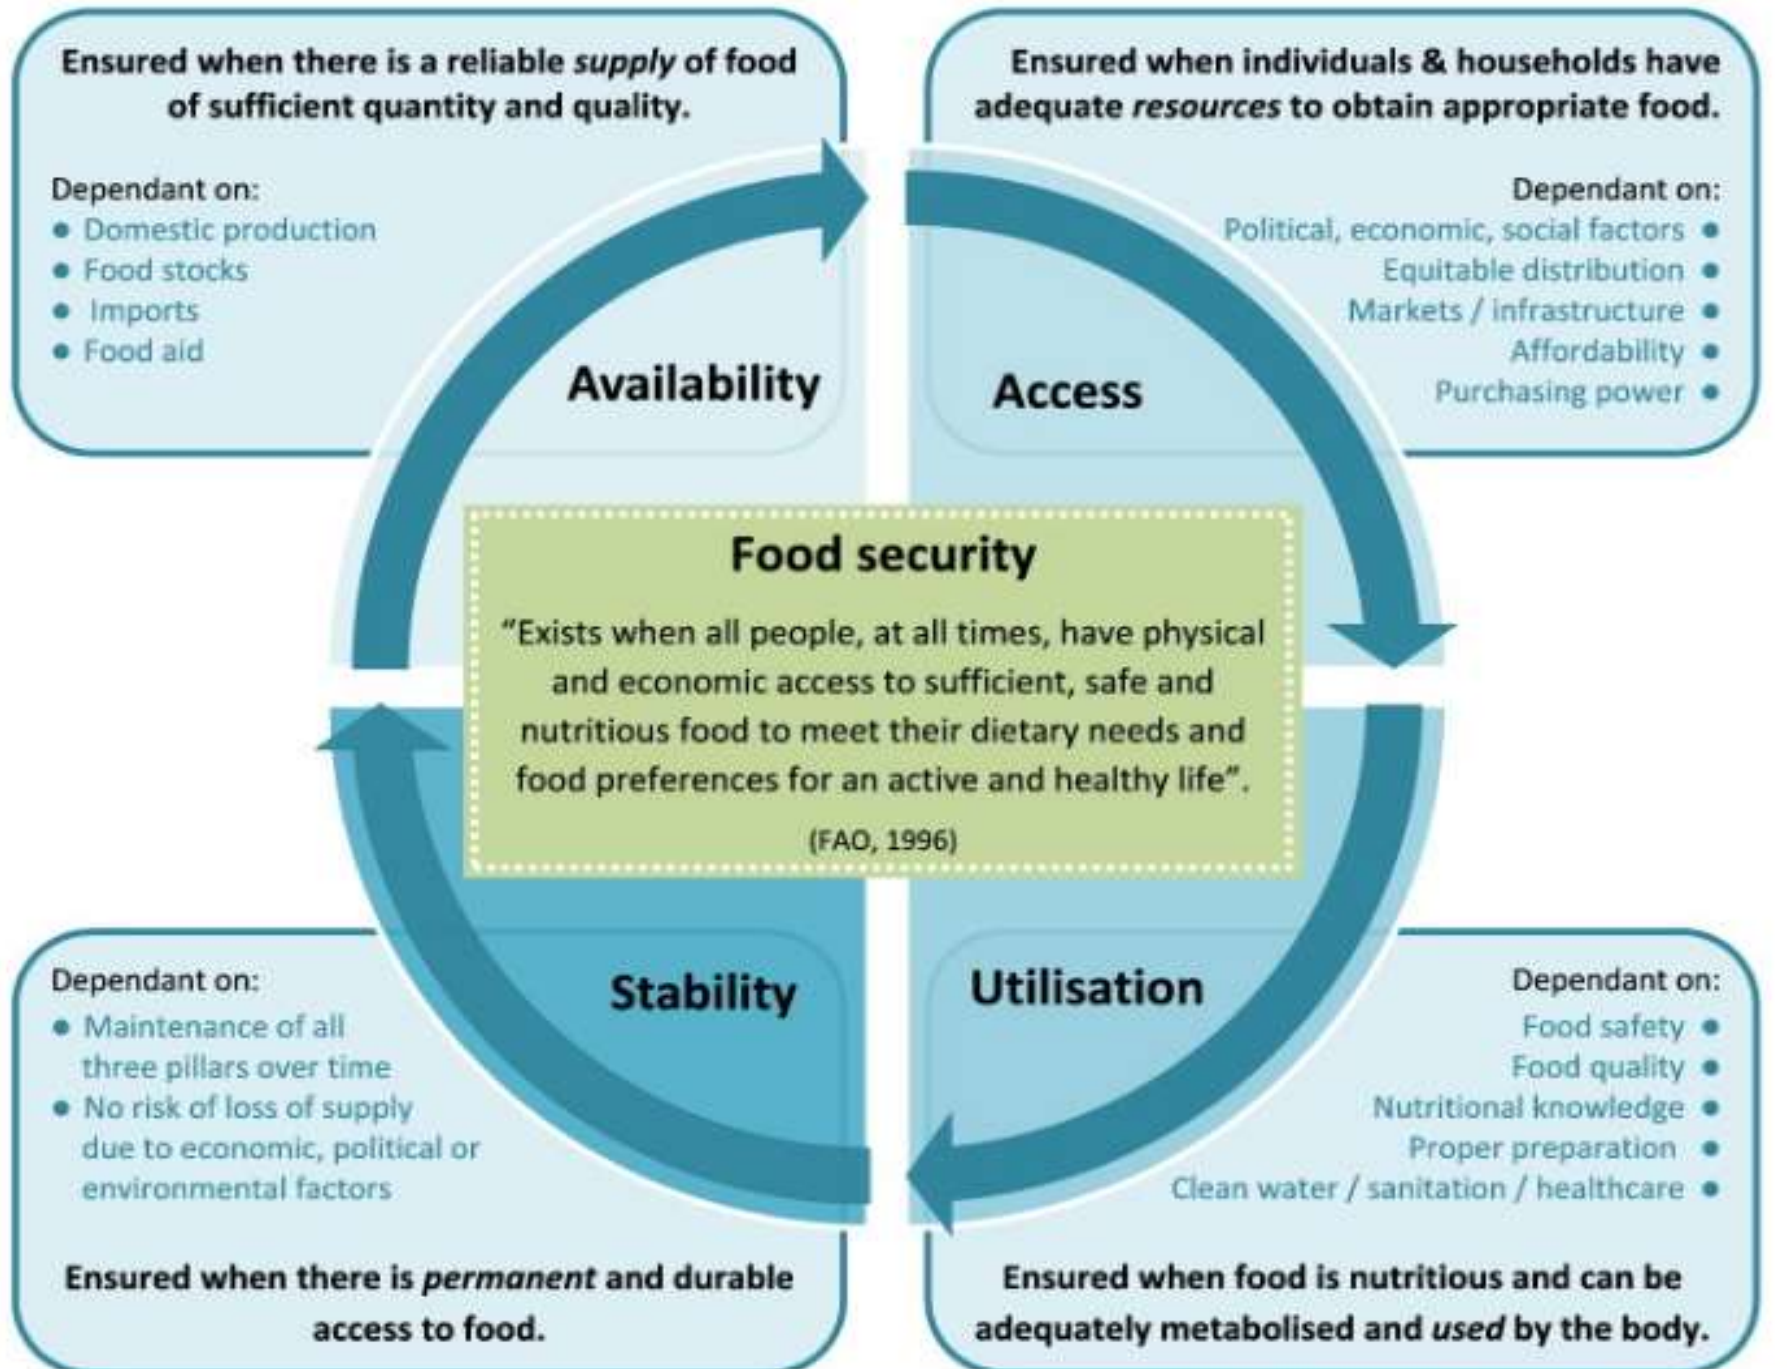 Ensured when there is a reliable supply of food
of sufficient quantity and quality.
Dependant on:
● Domestic production
● Food stocks
● Imports
● Food aid
Availability
Ensured when individuals & households have
adequate resources to obtain appropriate food.
Dependant on:
Political, economic, social factors ●
Equitable distribution ●
Markets / infrastructure ●
Affordability ●
Purchasing power ●
Access
Food security
“Exists when all people, at all times, have physical
and economic access to sufficient, safe and
nutritious food to meet their dietary needs and
food preferences for an active and healthy life”.
(FAO, 1996)
Stability
Dependant on:
● Maintenance of all
three pillars over time
● No risk of loss of supply
due to economic, political or
environmental factors
Ensured when there is permanent and durable
access to food.
Utilisation
Dependant on:
Food safety ●
Food quality ●
Nutritional knowledge ●
Proper preparation ●
Clean water / sanitation / healthcare ●
Ensured when food is nutritious and can be
adequately metabolised and used by the body.